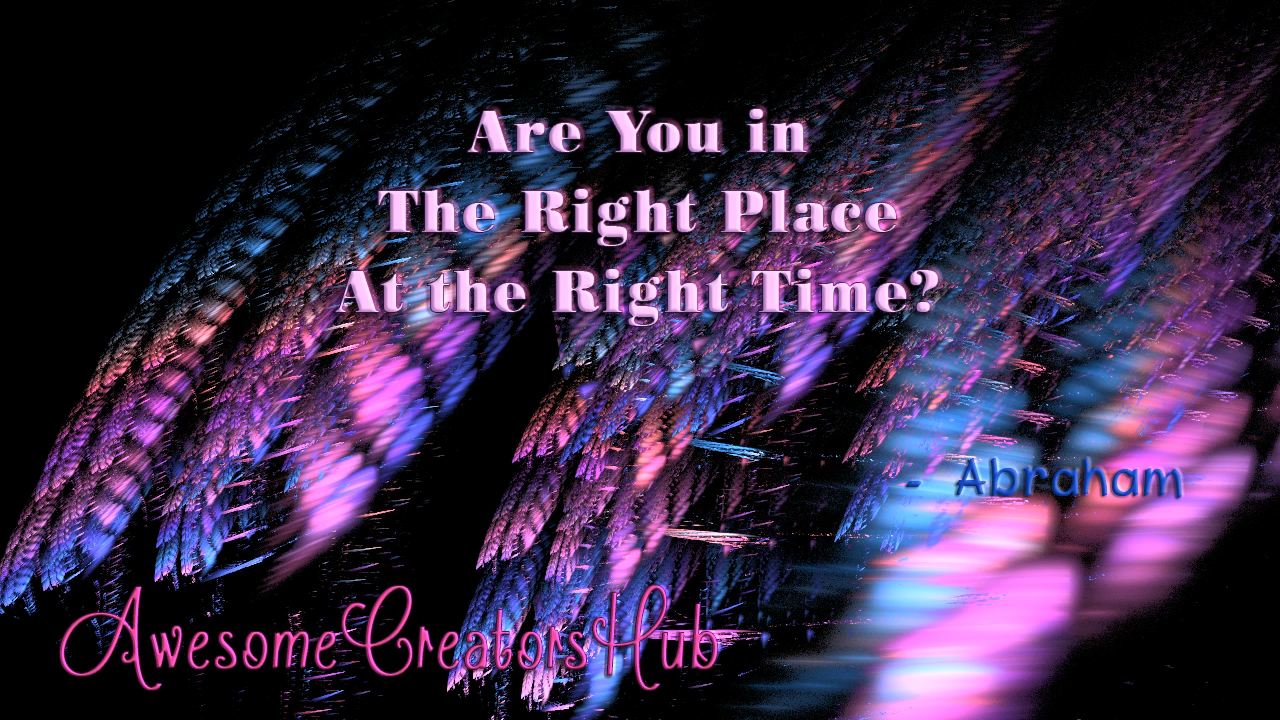 Are You in
The Right Place
At the Right Time?
- Abraham
AwesomeCreatorsHub